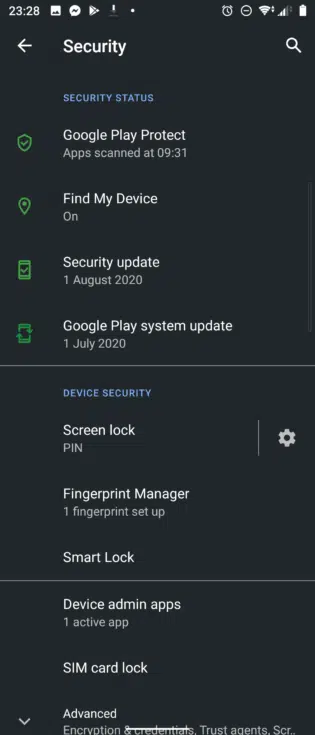 23:28
Security
SECURITY STATUS
Google Play Protect
Apps scanned at 09:31
Find My Device
On
Security update
1 August 2020
Google Play system update
1 July 2020
DEVICE SECURITY
Screen lock
PIN
Fingerprint Manager
1 fingerprint set up
Smart Lock
Device admin apps
1 active app
SIM card lock
Advanced
Encryption & credentials, Trust agents, Scr..